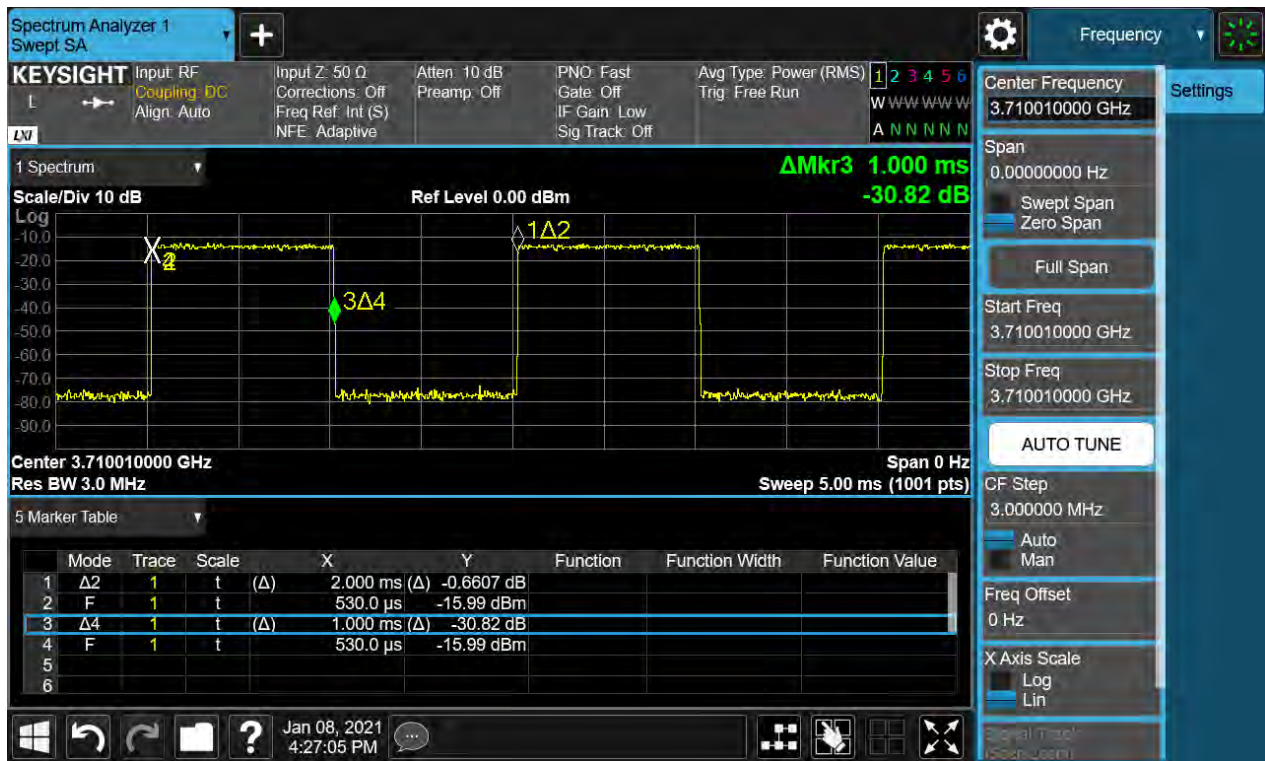 Spectrum Analyzer 1
Swept SA
Frequency
KEYSIGHT
L
LXI
Input: RF
Coupling: DC
Align: Auto
Input Z: 50 Ω
Corrections: Off
Freq Ref: Int (S)
NFE: Adaptive
Atten: 10 dB
Preamp: Off
PNO: Fast
Gate: Off
IF Gain: Low
Sig Track: Off
Avg Type: Power (RMS)
Trig: Free Run
1 2 3 4 5 6
W W W W W W
A N N N N N
1 Spectrum
ΔMkr3 1.000 ms
-30.82 dB
Scale/Div 10 dB
Ref Level 0.00 dBm
Log
-10.0
-20.0
-30.0
-40.0
-50.0
-60.0
-70.0
-80.0
-90.0
1Δ2
3Δ4
Center 3.710010000 GHz
Span 0 Hz
Res BW 3.0 MHz
Sweep 5.00 ms (1001 pts)
5 Marker Table
Mode Trace Scale X Y Function Function Width Function Value
1 Δ2 1 t (Δ) 2.000 ms (Δ) -0.6607 dB
2 F 1 t 530.0 µs -15.99 dBm
3 Δ4 1 t (Δ) 1.000 ms (Δ) -30.82 dB
4 F 1 t 530.0 µs -15.99 dBm
5
6
Jan 08, 2021
4:27:05 PM
Center Frequency
3.710010000 GHz
Settings
Span
0.00000000 Hz
Swept Span
Zero Span
Full Span
Start Freq
3.710010000 GHz
Stop Freq
3.710010000 GHz
AUTO TUNE
CF Step
3.000000 MHz
Auto
Man
Freq Offset
0 Hz
X Axis Scale
Log
Lin